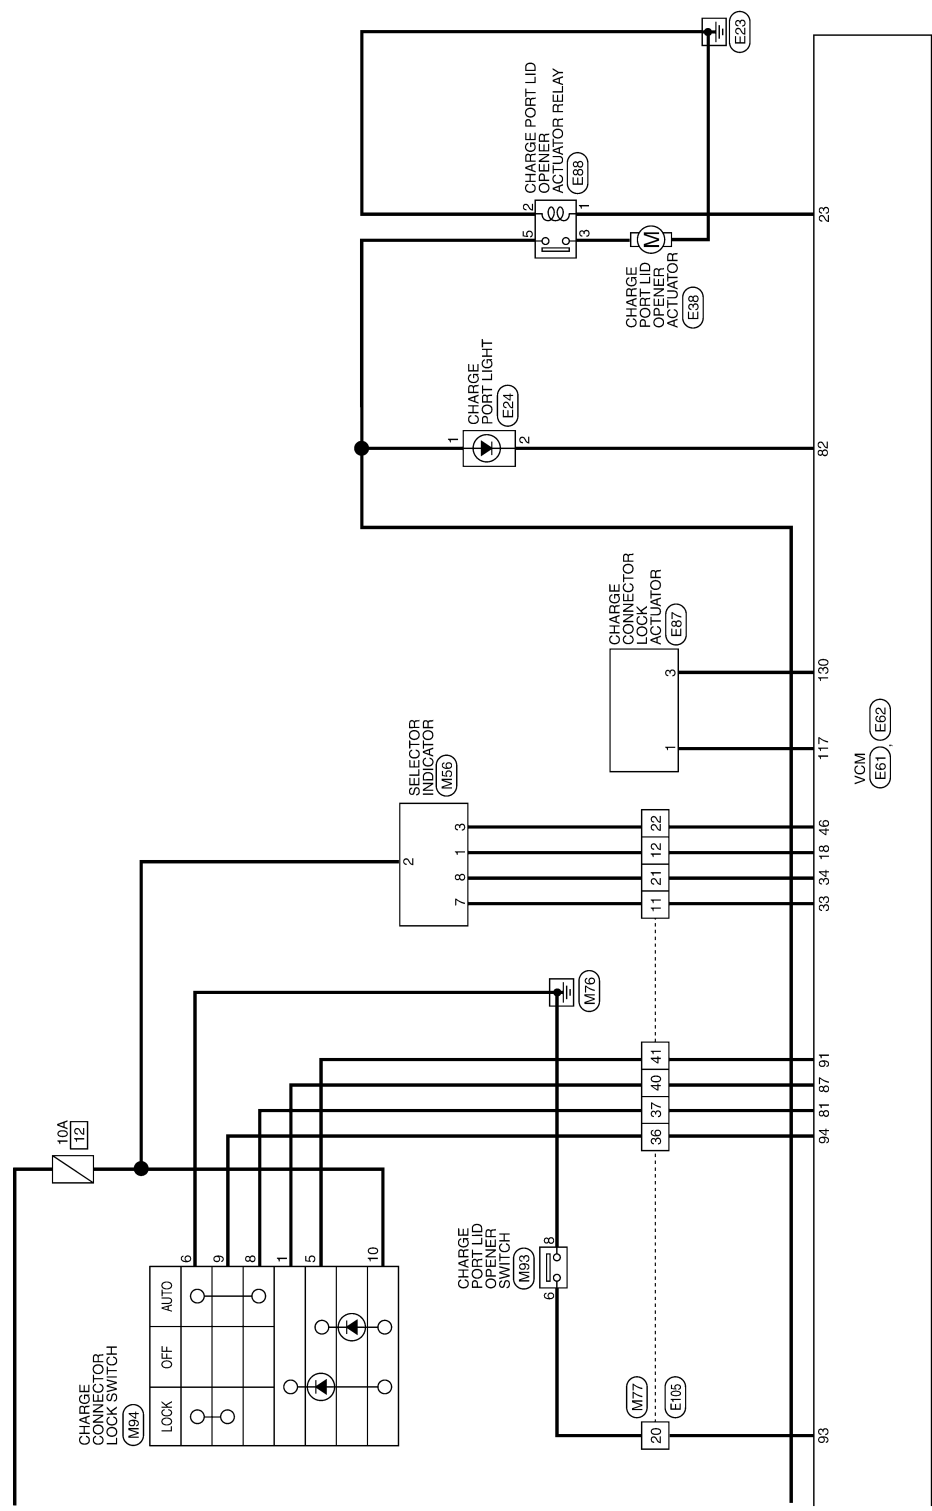 CHARGE
CONNECTOR
LOCK SWITCH
M94
LOCK
OFF
AUTO
6
9
8
1
5
10
10A
12
CHARGE
PORT LID
OPENER
SWITCH
M93
6
8
M76
SELECTOR
INDICATOR
M56
2
7
8
1
3
M77
E105
20
36
37
40
41
11
21
12
22
CHARGE
CONNECTOR
LOCK
ACTUATOR
E87
1
3
CHARGE
PORT LIGHT
E24
1
2
CHARGE PORT LID
OPENER
ACTUATOR RELAY
E88
5
2
3
1
M
CHARGE
PORT LID
OPENER
ACTUATOR
E38
E23
93
94
81
87
91
33
34
18
46
117
130
82
23
VCM
E61 , E62